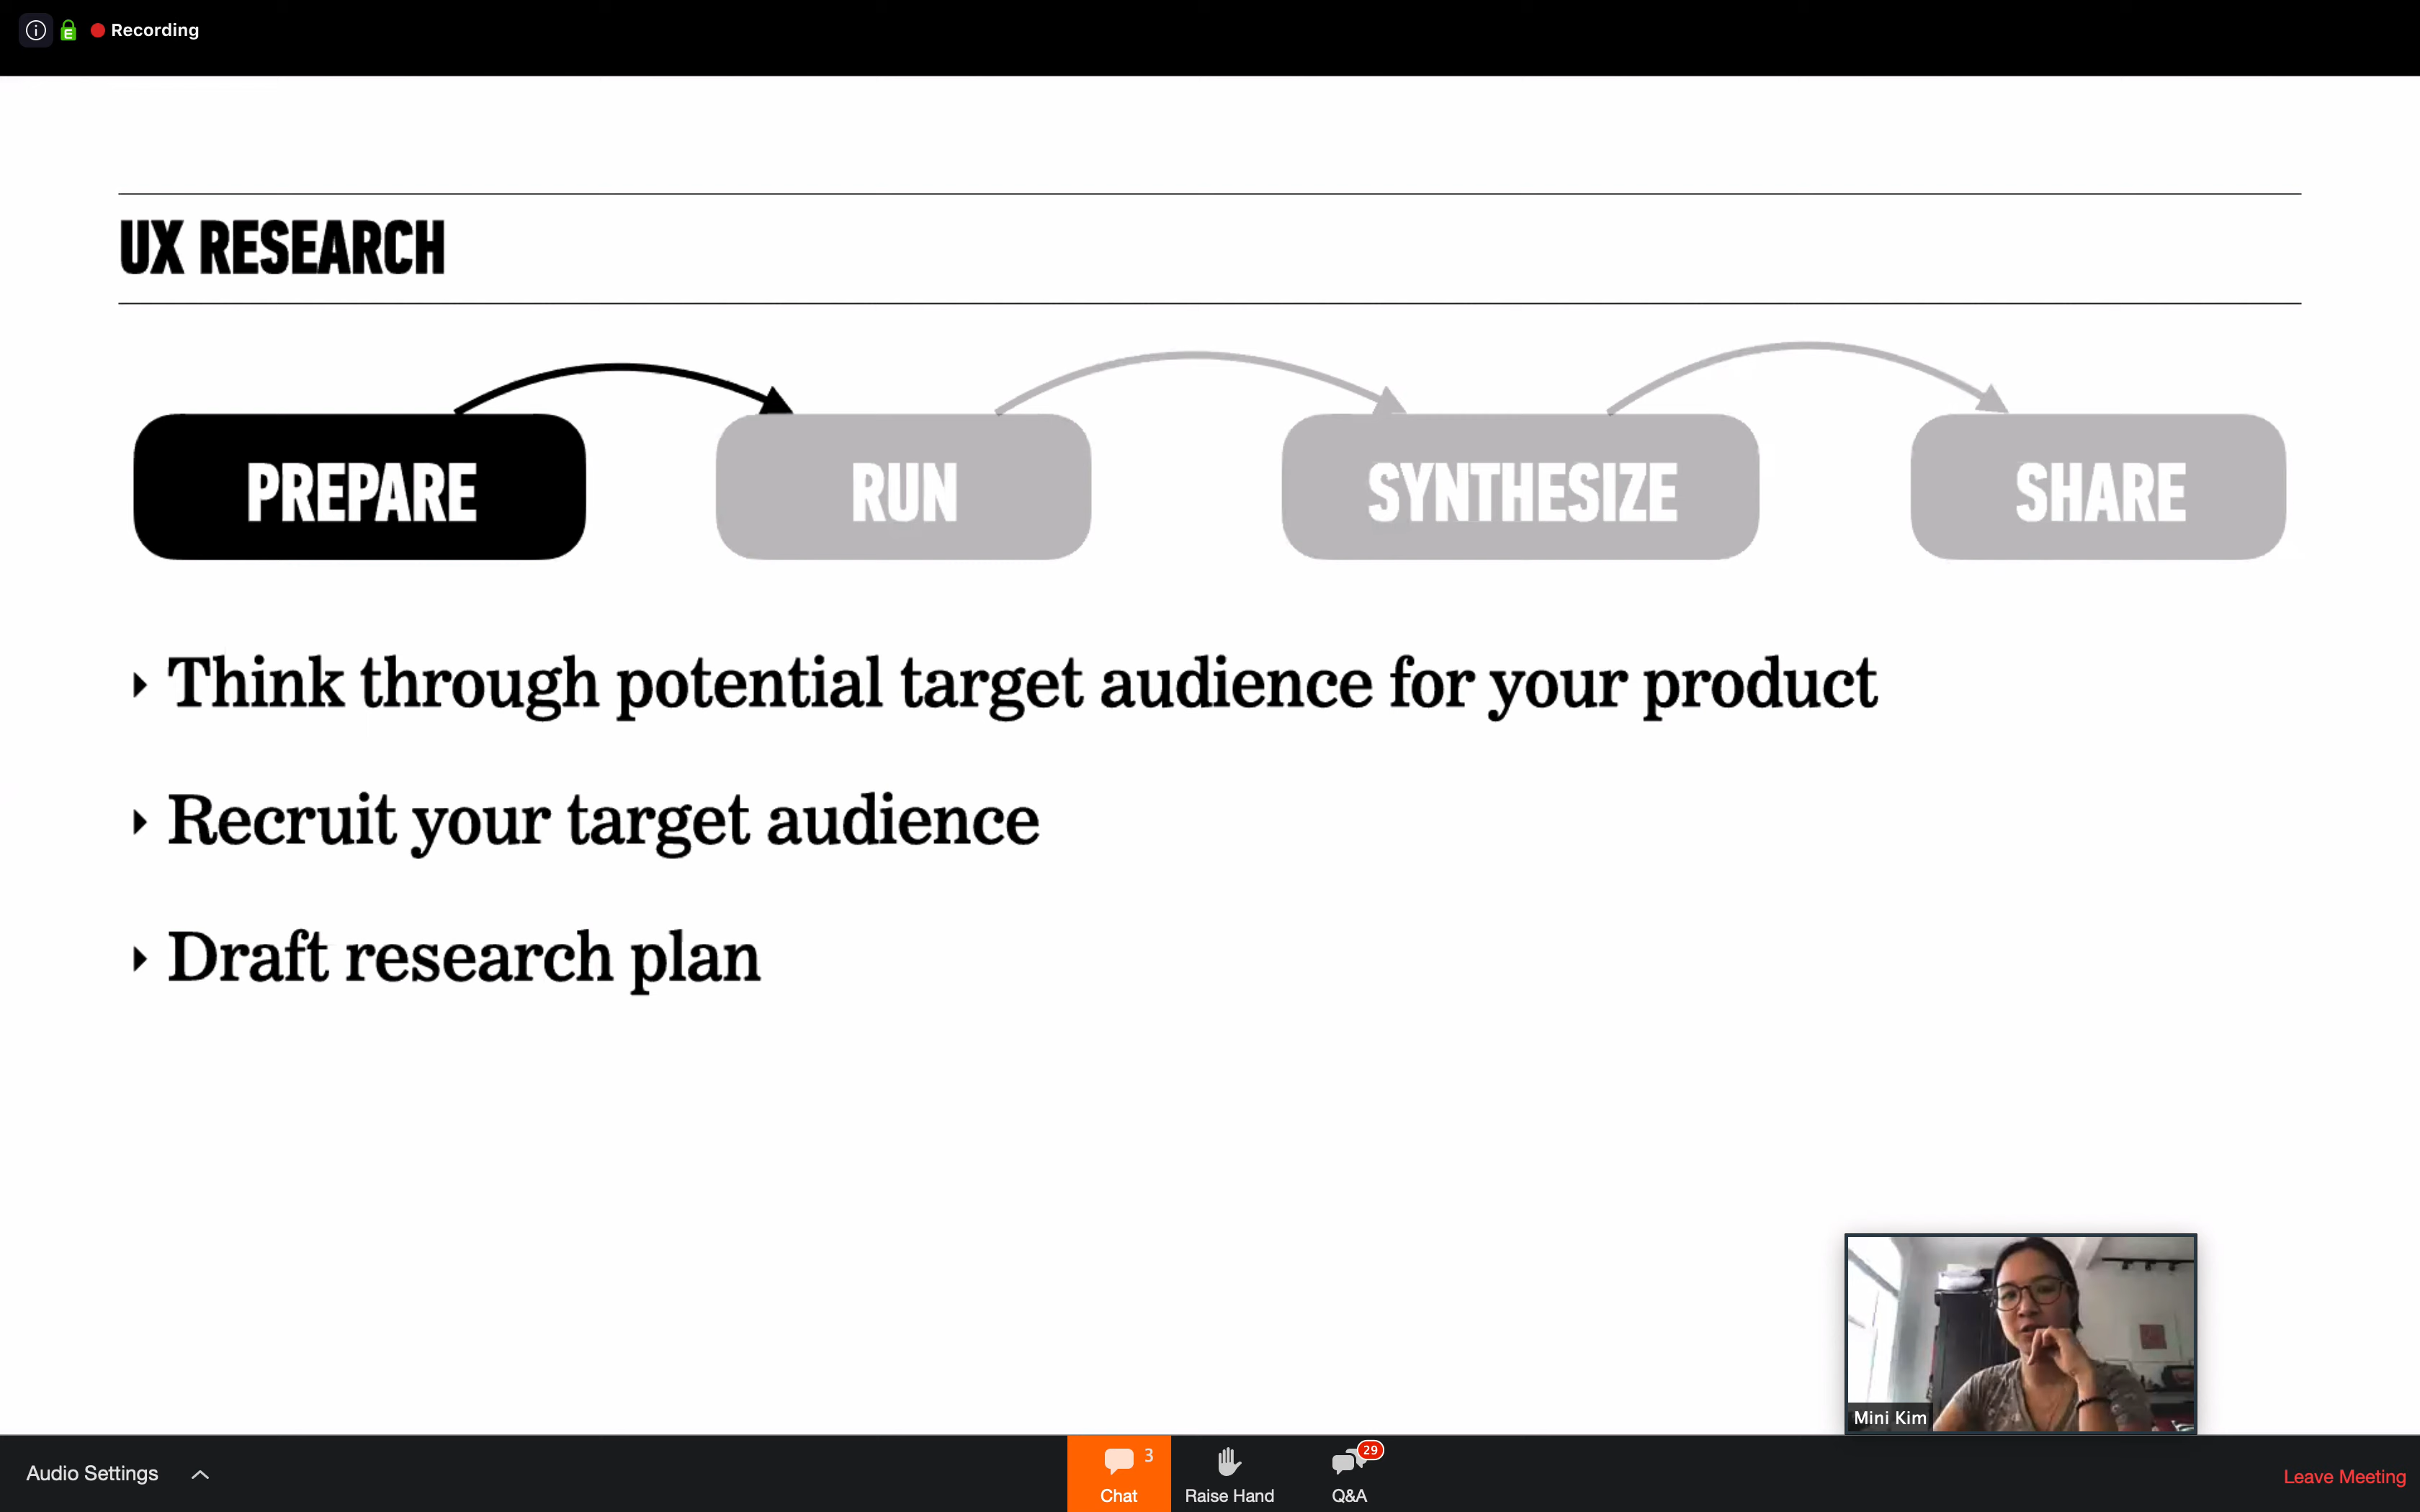 Recording
UX RESEARCH
PREPARE
RUN
SYNTHESIZE
SHARE
Think through potential target audience for your product
Recruit your target audience
Draft research plan
Mini Kim
Audio Settings
3
Chat
Raise Hand
29
Q&A
Leave Meeting